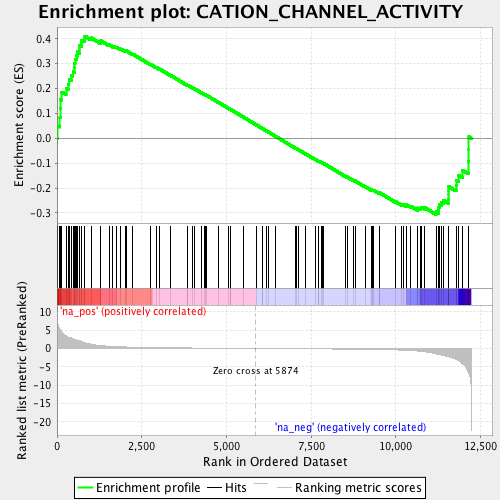 Enrichment plot: CATION_CHANNEL_ACTIVITY
Enrichment score (ES)
0.4
0.3
0.2
0.1
0.0
-0.1
-0.2
-0.3
'na_pos' (positively correlated)
Ranked list metric (PreRanked)
10
5
0
-5
-10
-15
-20
Zero cross at 5874
'na_neg' (negatively correlated)
0
2,500
5,000
7,500
10,000
12,500
Rank in Ordered Dataset
Enrichment profile
Hits
Ranking metric scores